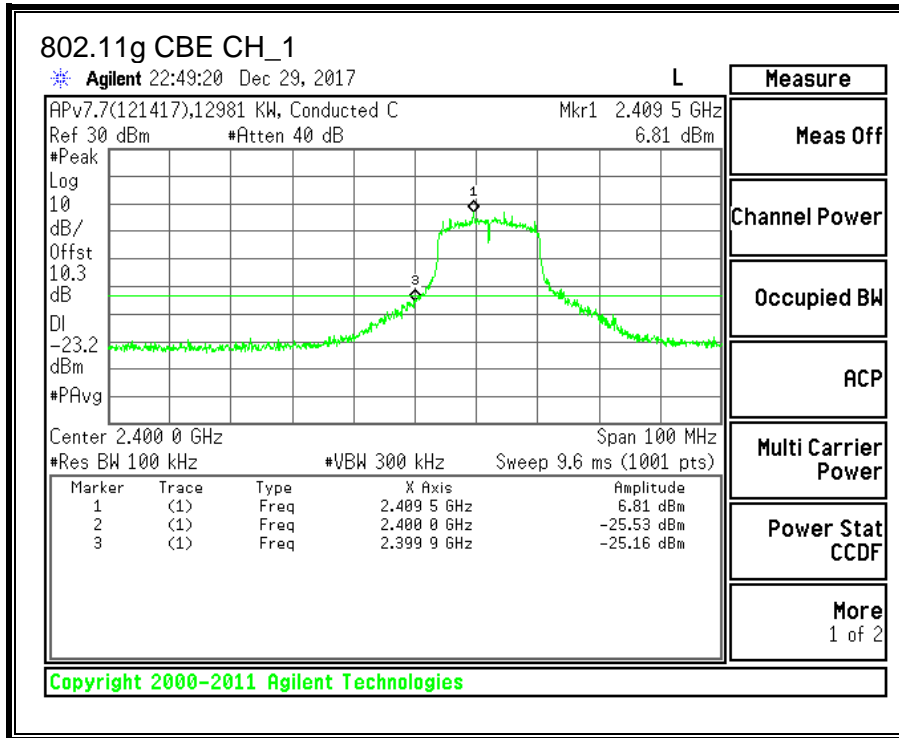 802.11g CBE CH_1
Agilent 22:49:20 Dec 29, 2017 L
APv7.7(121417),12981 KW, Conducted C Mkr1 2.409 5 GHz
Ref 30 dBm #Atten 40 dB 6.81 dBm
#Peak
Log
10
dB/
Offst
10.3
dB
DI
-23.2
dBm
#PAvg
1
3
Center 2.400 0 GHz Span 100 MHz
#Res BW 100 kHz #VBW 300 kHz Sweep 9.6 ms (1001 pts)
Marker Trace Type X Axis Amplitude
1 (1) Freq 2.409 5 GHz 6.81 dBm
2 (1) Freq 2.400 0 GHz -25.53 dBm
3 (1) Freq 2.399 9 GHz -25.16 dBm
Copyright 2000-2011 Agilent Technologies
Measure
Meas Off
Channel Power
Occupied BW
ACP
Multi Carrier
Power
Power Stat
CCDF
More
1 of 2